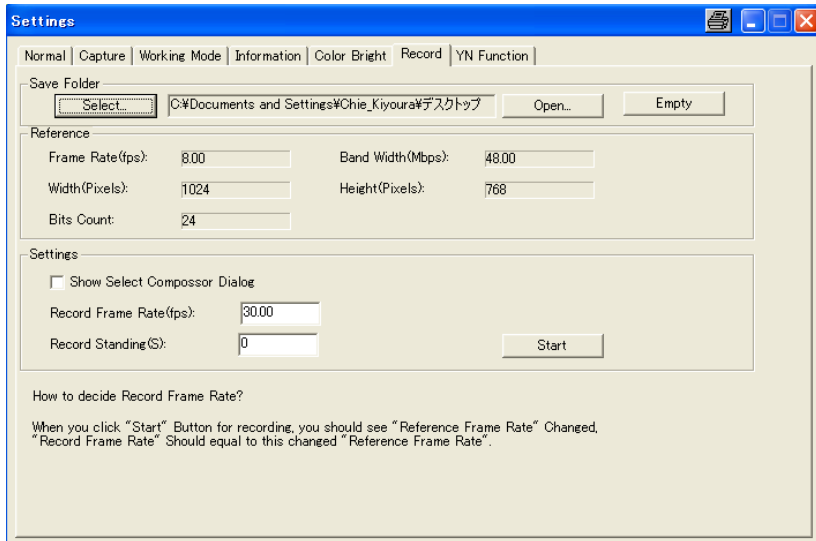 Settings
Normal Capture Working Mode Information Color Bright Record YN Function
Save Folder
Select... C:¥Documents and Settings¥Chie_Kiyoura¥デスクトップ Open... Empty
Reference
Frame Rate(fps): 8.00 Band Width(Mbps): 48.00
Width(Pixels): 1024 Height(Pixels): 768
Bits Count: 24
Settings
Show Select Compossor Dialog
Record Frame Rate(fps): 30.00
Record Standing(S): 0 Start
How to decide Record Frame Rate?
When you click "Start" Button for recording, you should see "Reference Frame Rate" Changed,
"Record Frame Rate" Should equal to this changed "Reference Frame Rate".